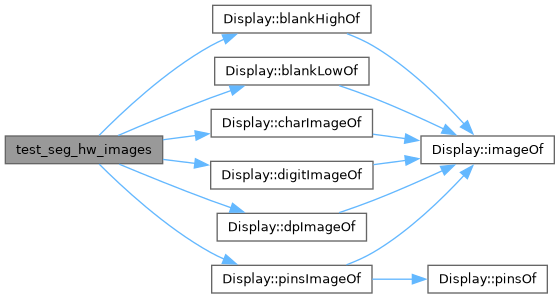 test_seg_hw_images
Display::blankHighOf
Display::blankLowOf
Display::charImageOf
Display::digitImageOf
Display::dpImageOf
Display::pinsImageOf
Display::imageOf
Display::pinsOf